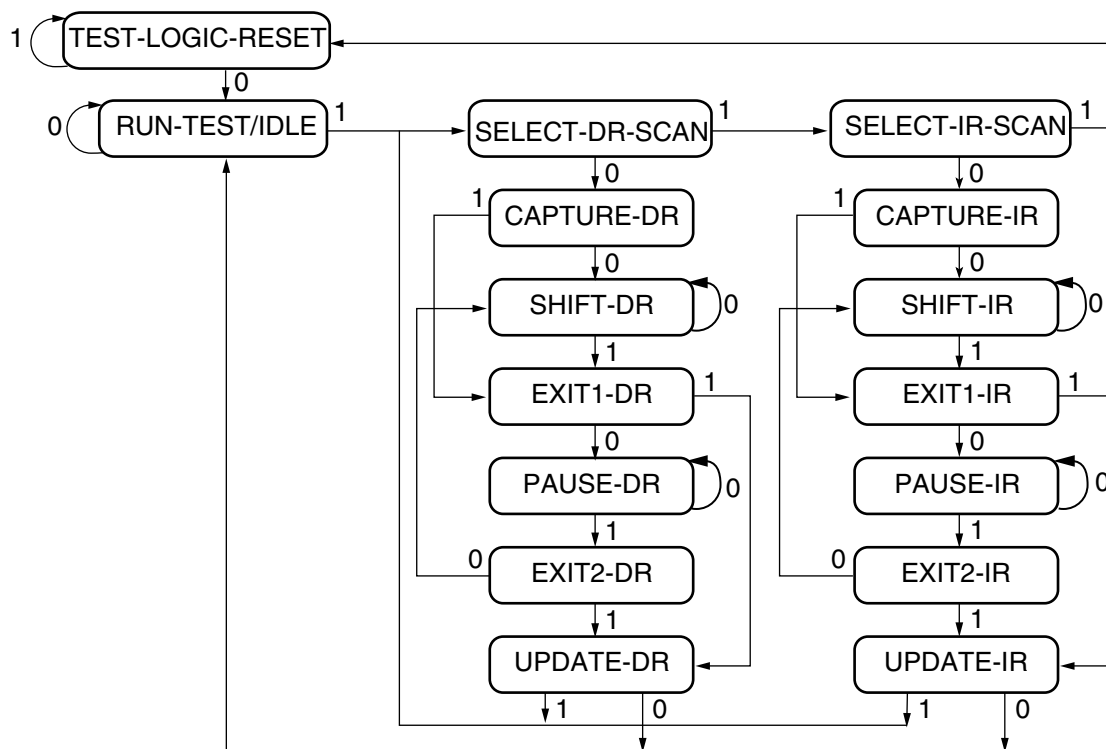 TEST-LOGIC-RESET
1
0
RUN-TEST/IDLE
1
0
SELECT-DR-SCAN
1
0
SELECT-IR-SCAN
1
0
CAPTURE-DR
1
0
CAPTURE-IR
1
0
SHIFT-DR
0
1
SHIFT-IR
0
1
EXIT1-DR
1
0
EXIT1-IR
1
0
PAUSE-DR
0
1
PAUSE-IR
0
1
EXIT2-DR
0
1
EXIT2-IR
0
1
UPDATE-DR
1
0
UPDATE-IR
1
0